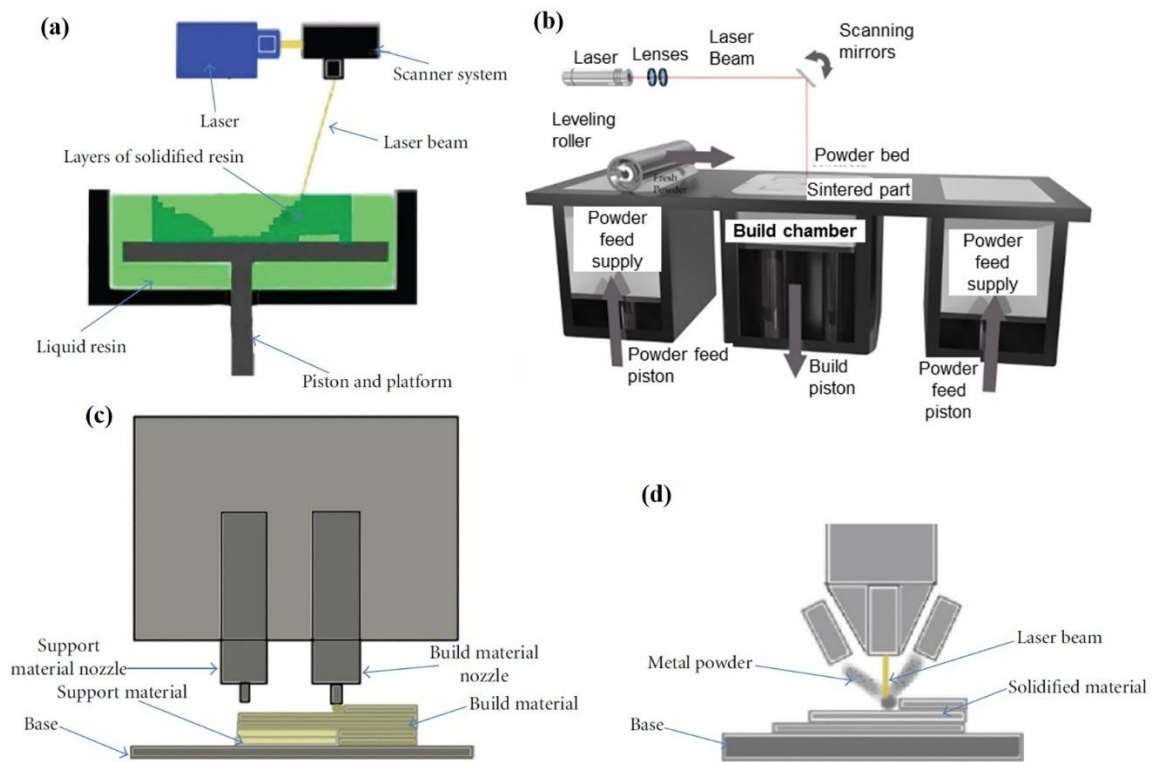 (a)
Laser
Scanner system
Laser beam
Layers of solidified resin
Liquid resin
Piston and platform
(b)
Laser
Lenses
Laser
Beam
Scanning
mirrors
Leveling
roller
Fresh
Powder
Powder bed
Sintered part
Powder
feed
supply
Build chamber
Powder
feed
supply
Powder feed
piston
Build
piston
Powder
feed
piston
(c)
Support
material nozzle
Build material
nozzle
Support material
Build material
Base
(d)
Laser beam
Metal powder
Solidified material
Base